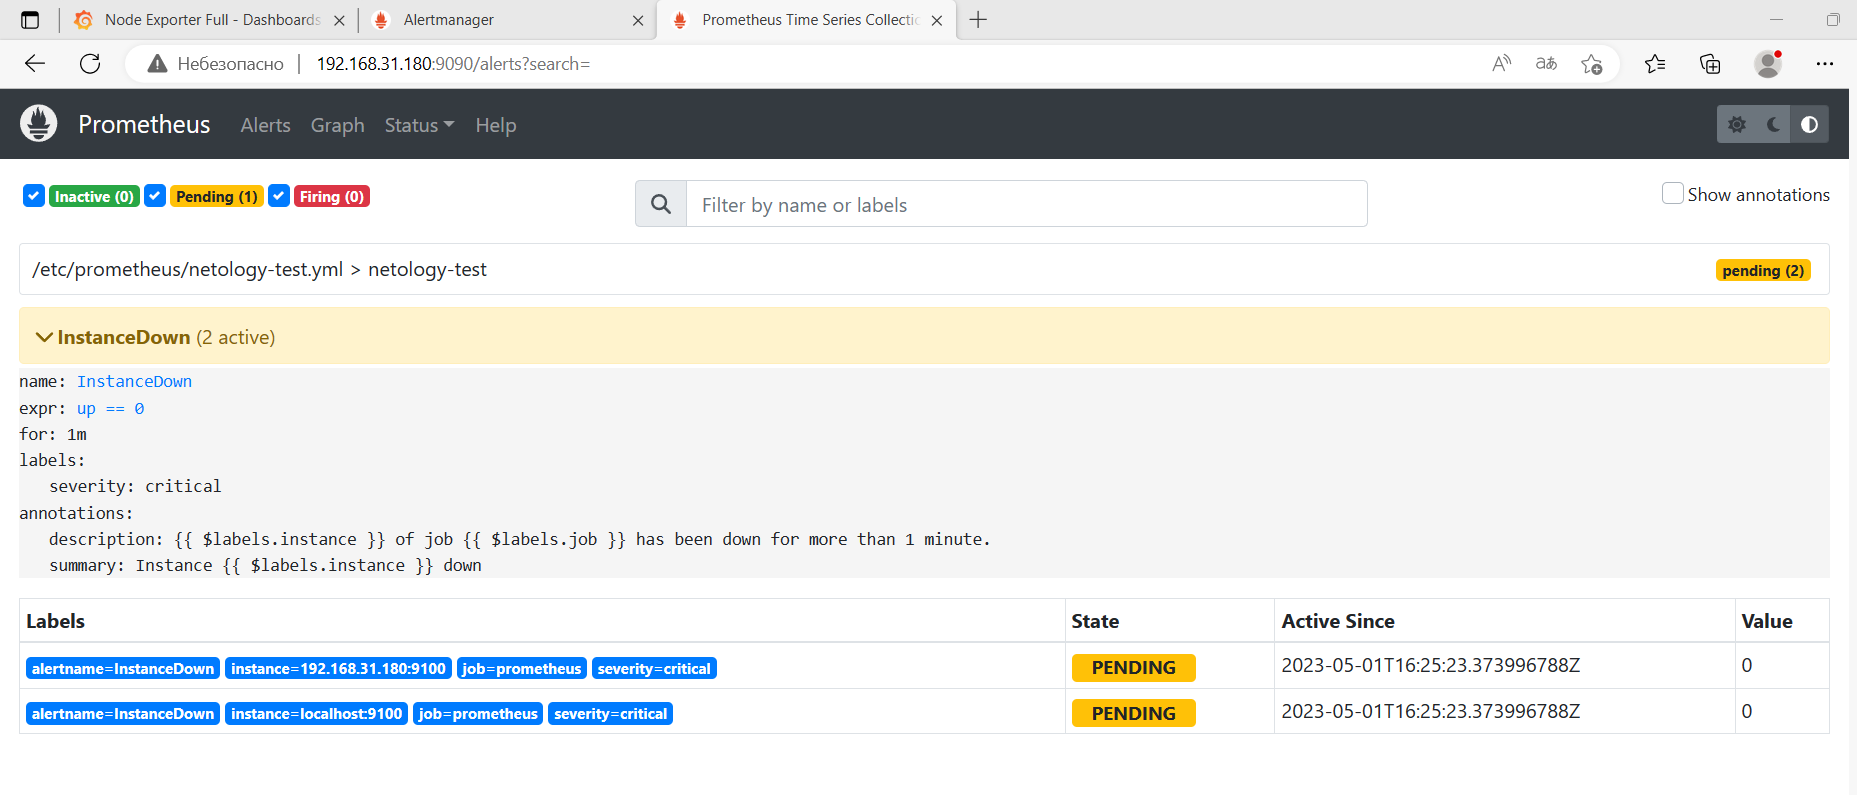 Node Exporter Full - Dashboards
Alertmanager
Prometheus Time Series Collectio
Небезопасно 192.168.31.180:9090/alerts?search=
Prometheus Alerts Graph Status Help
Inactive (0) Pending (1) Firing (0) Filter by name or labels Show annotations
/etc/prometheus/netology-test.yml > netology-test pending (2)
InstanceDown (2 active)
name: InstanceDown
expr: up == 0
for: 1m
labels:
severity: critical
annotations:
description: {{ $labels.instance }} of job {{ $labels.job }} has been down for more than 1 minute.
summary: Instance {{ $labels.instance }} down
Labels State Active Since Value
alertname=InstanceDown instance=192.168.31.180:9100 job=prometheus severity=critical PENDING 2023-05-01T16:25:23.373996788Z 0
alertname=InstanceDown instance=localhost:9100 job=prometheus severity=critical PENDING 2023-05-01T16:25:23.373996788Z 0